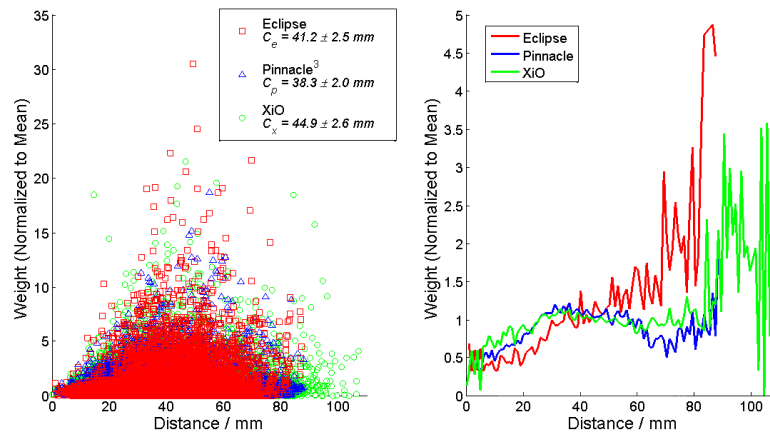 Eclipse
C_e = 41.2 ± 2.5 mm
Pinnacle³
C_p = 38.3 ± 2.0 mm
XiO
C_x = 44.9 ± 2.6 mm
Weight (Normalized to Mean)
35
30
25
20
15
10
5
0
0 20 40 60 80 100
Distance / mm
Eclipse
Pinnacle
XiO
Weight (Normalized to Mean)
5
4.5
4
3.5
3
2.5
2
1.5
1
0.5
0
0 20 40 60 80 100
Distance / mm